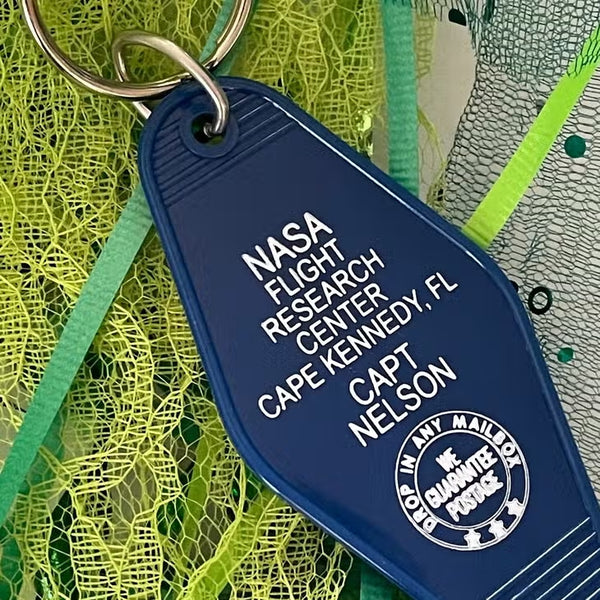 NASA
FLIGHT
RESEARCH
CENTER
CAPE KENNEDY, FL
CAPT
NELSON
DROP IN ANY MAILBOX
WE
GUARANTEE
POSTAGE